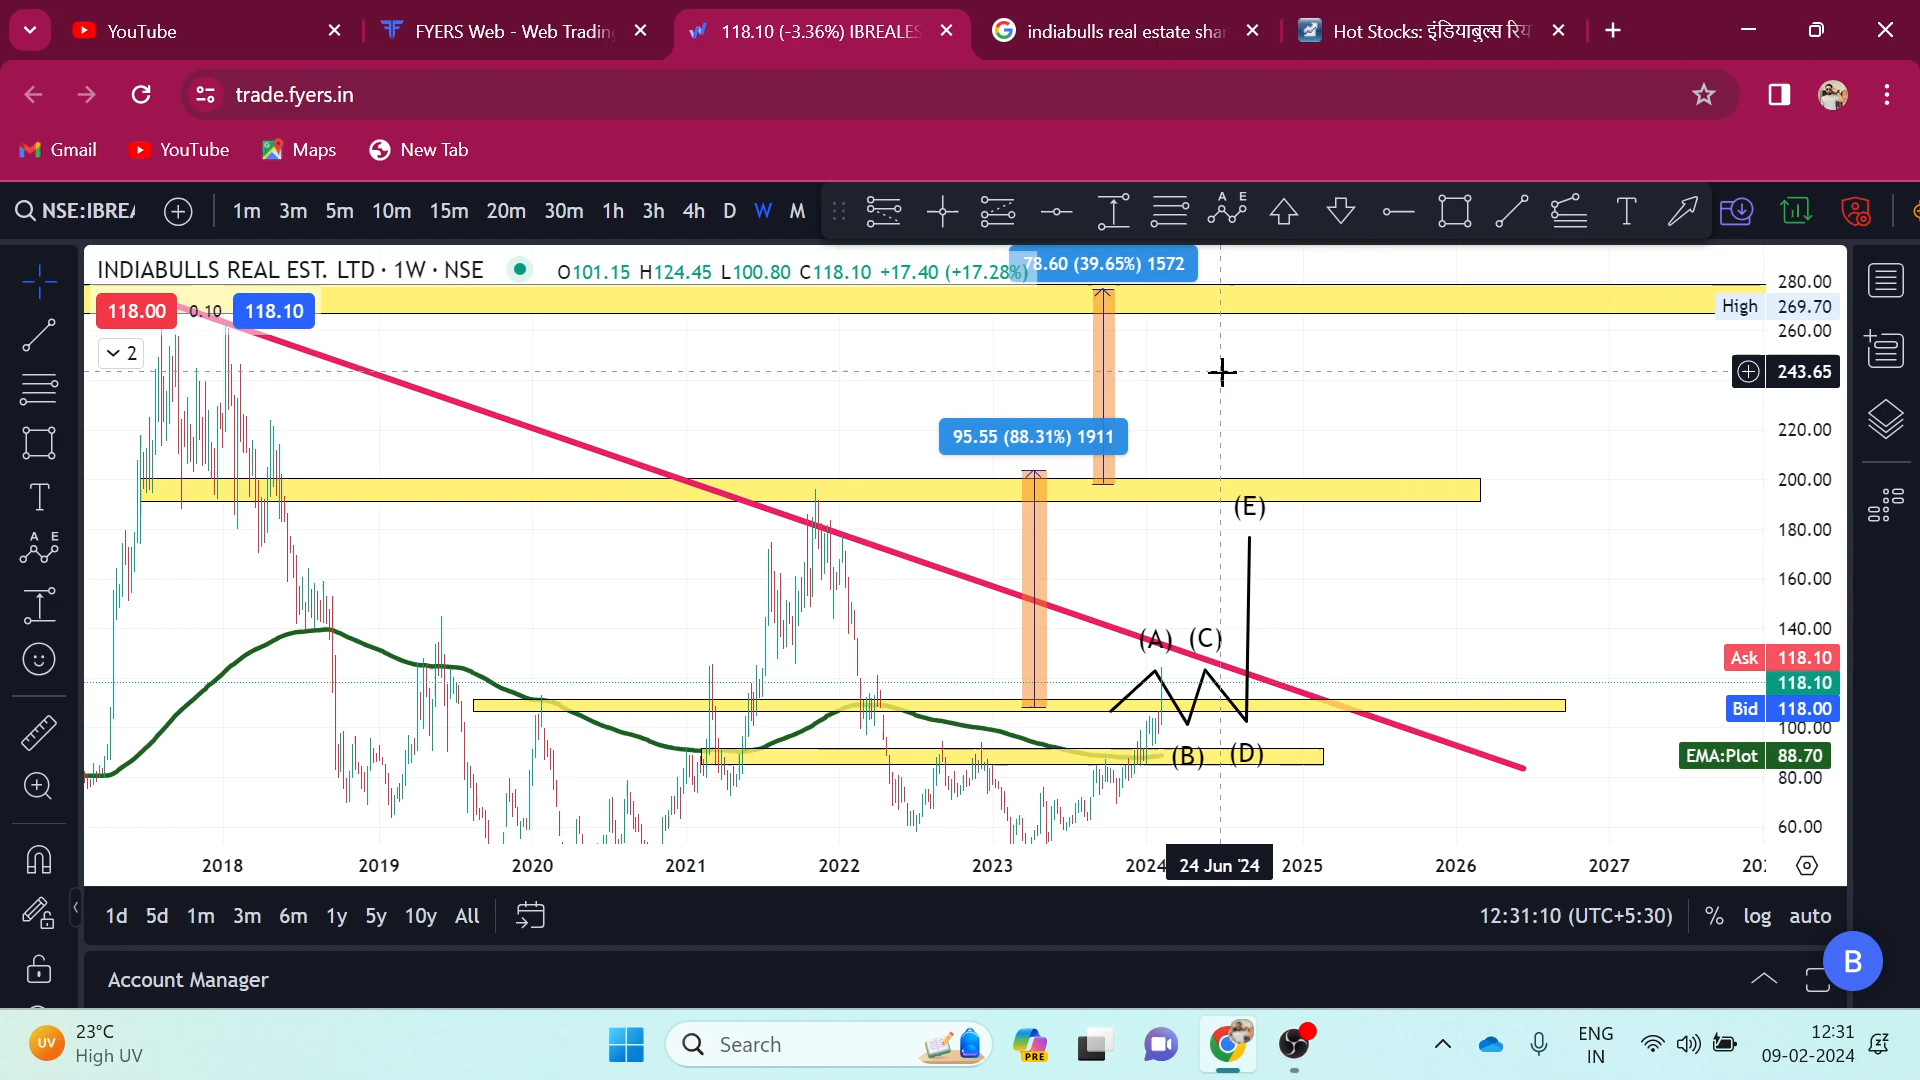 YouTube
FYERS Web - Web Trading
118.10 (-3.36%) IBREALES
indiabulls real estate shar
Hot Stocks: इंडियाबुल्स रिय
trade.fyers.in
Gmail
YouTube
Maps
New Tab
NSE:IBREA
1m 3m 5m 10m 15m 20m 30m 1h 3h 4h D W M
INDIABULLS REAL EST. LTD · 1W · NSE
O101.15 H124.45 L100.80 C118.10 +17.40 (+17.28%)
78.60 (39.65%) 1572
118.00 0.10 118.10
2
95.55 (88.31%) 1911
(E)
(A) (C)
(B) (D)
280.00
High 269.70
260.00
243.65
220.00
200.00
180.00
160.00
140.00
Ask 118.10
118.10
Bid 118.00
100.00
EMA:Plot 88.70
80.00
60.00
2018 2019 2020 2021 2022 2023 2024 24 Jun '24 2025 2026 2027
1d 5d 1m 3m 6m 1y 5y 10y All
12:31:10 (UTC+5:30) % log auto
Account Manager
B
UV
23°C
High UV
Search
PRE
ENG
IN
12:31
09-02-2024